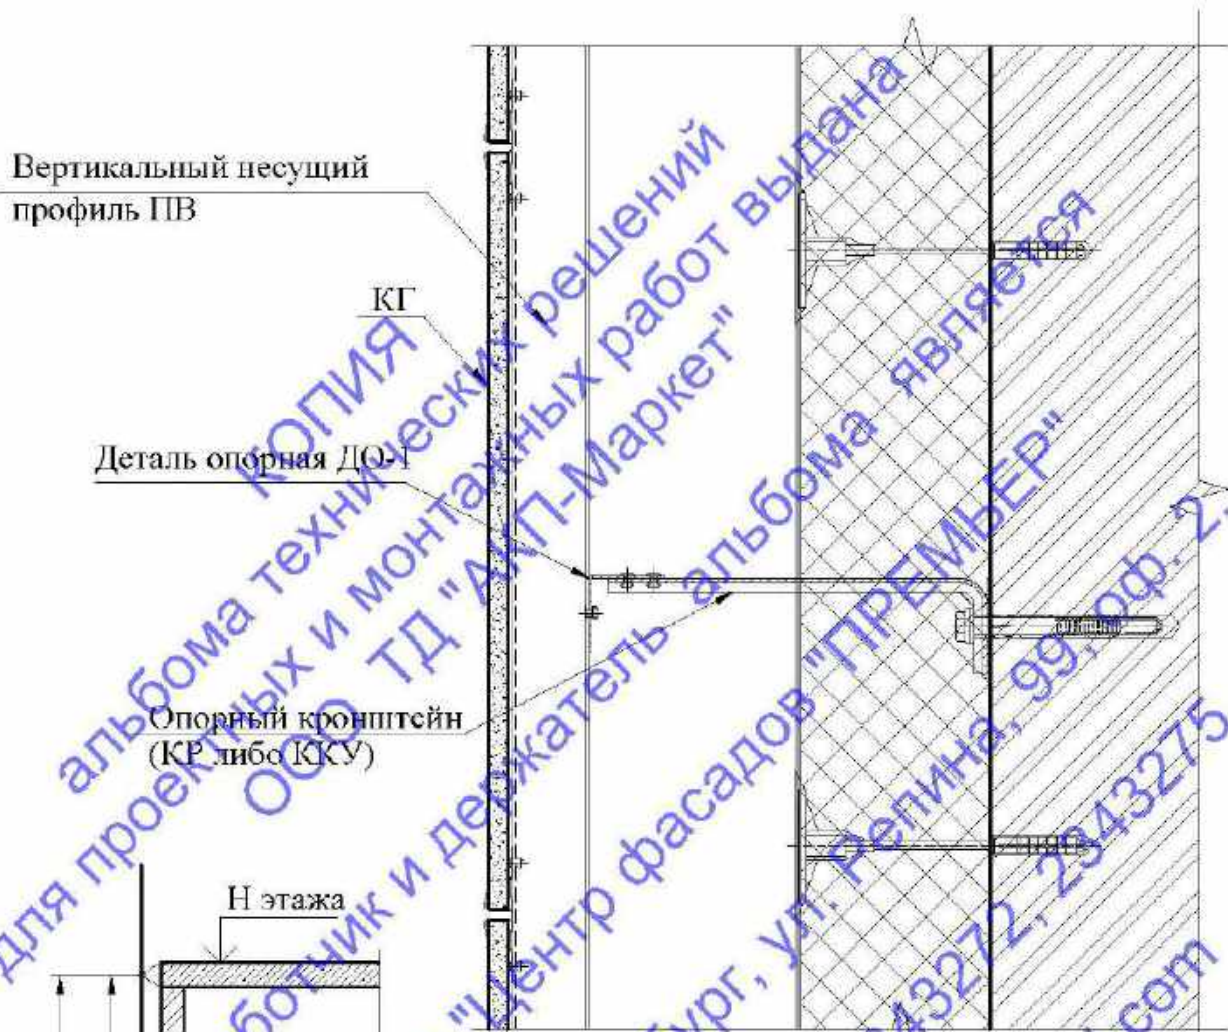 Вертикальный несущий
профиль ПВ
КГ
Деталь опорная ДО-1
Опорный кронштейн
(КР либо ККУ)
Н этажа
КОПИЯ
альбома технических решений
для проектных и монтажных работ выдана
ООО ТД "АКП-Маркет"
и держатель альбома является
"Центр фасадов "ПРЕМЬЕР"
ул. Репина, 99, оф. 2,
2343275